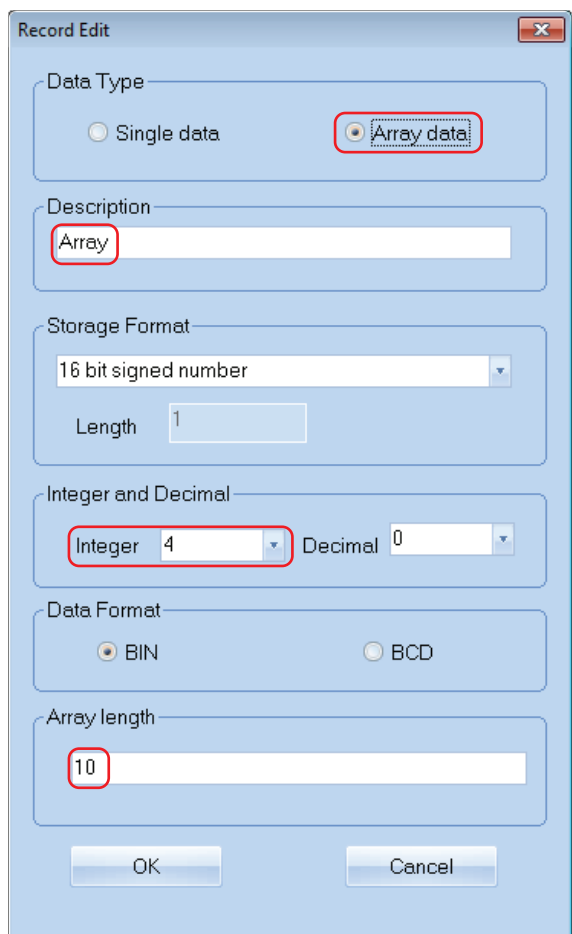 Record Edit
Data Type
Single data Array data
Description
Array
Storage Format
16 bit signed number
Length 1
Integer and Decimal
Integer 4 Decimal 0
Data Format
BIN BCD
Array length
10
OK Cancel